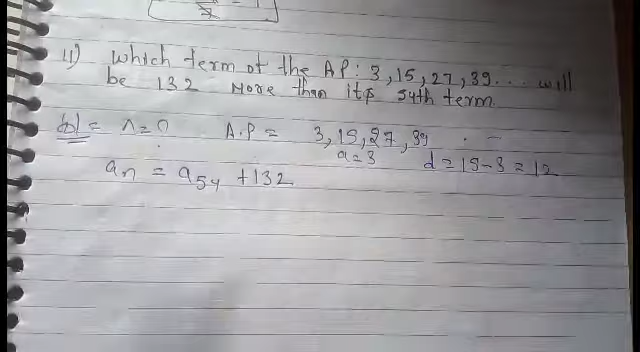 11) Which term of the AP: 3, 15, 27, 39... will
be 132 More than its 54th term.
n=0 A.P = 3, 15, 27, 39 . -
a=3 d = 15-3 = 12
an = a54 +132